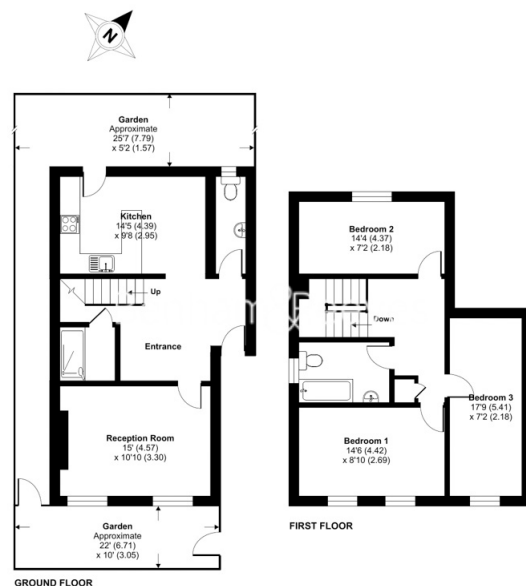 N
Garden
Approximate
25'7 (7.79)
x 5'2 (1.57)
Kitchen
14'5 (4.39)
x 9'8 (2.95)
Up
Entrance
Reception Room
15' (4.57)
x 10'10 (3.30)
Garden
Approximate
22' (6.71)
x 10' (3.05)
GROUND FLOOR
Bedroom 2
14'4 (4.37)
x 7'2 (2.18)
Down
Bedroom 3
17'9 (5.41)
x 7'2 (2.18)
Bedroom 1
14'6 (4.42)
x 8'10 (2.69)
FIRST FLOOR